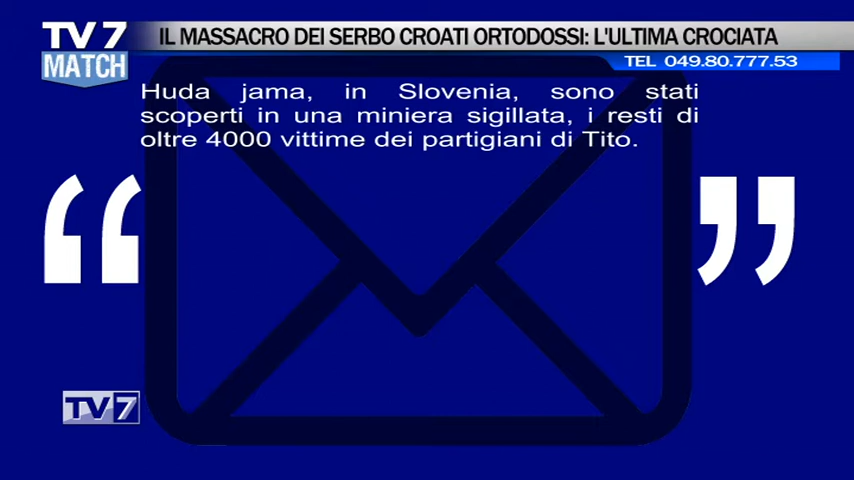 TV 7
MATCH
IL MASSACRO DEI SERBO CROATI ORTODOSSI: L'ULTIMA CROCIATA
TEL 049.80.777.53
Huda jama, in Slovenia, sono stati
scoperti in una miniera sigillata, i resti di
oltre 4000 vittime dei partigiani di Tito.
“ ”
TV7